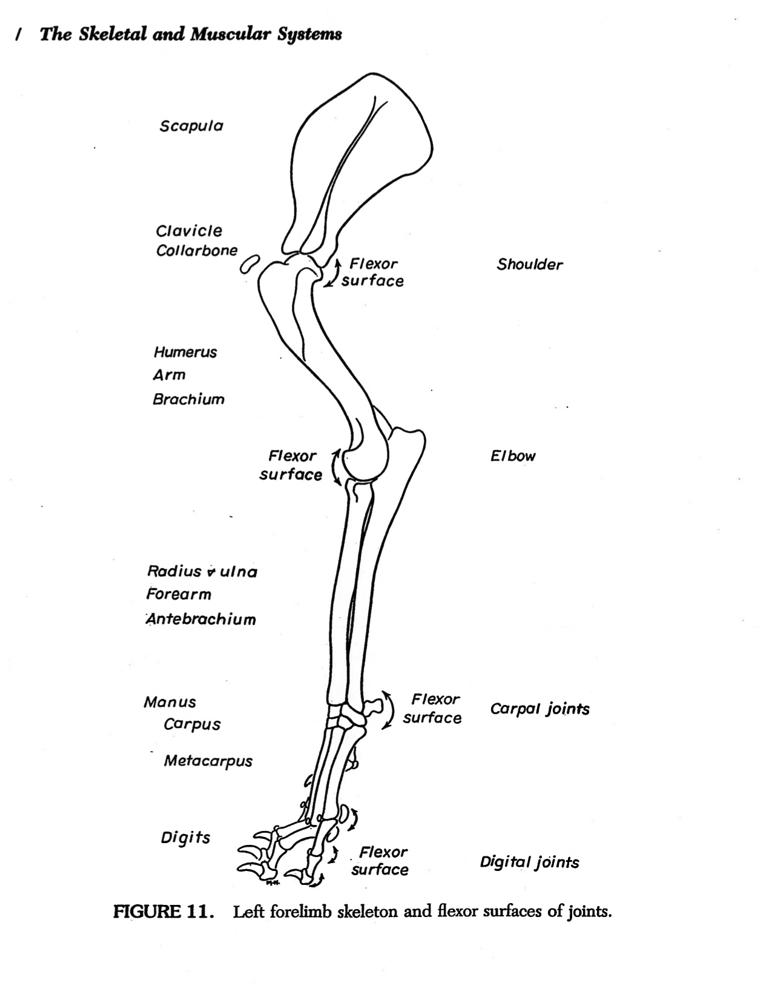 / The Skeletal and Muscular Systems
Scapula
Clavicle
Collarbone
Flexor
surface
Shoulder
Humerus
Arm
Brachium
Flexor
surface
Elbow
Radius & ulna
Forearm
Antebrachium
Manus
Carpus
Flexor
surface
Carpal joints
Metacarpus
Digits
Flexor
surface
Digital joints
M.H.
FIGURE 11. Left forelimb skeleton and flexor surfaces of joints.